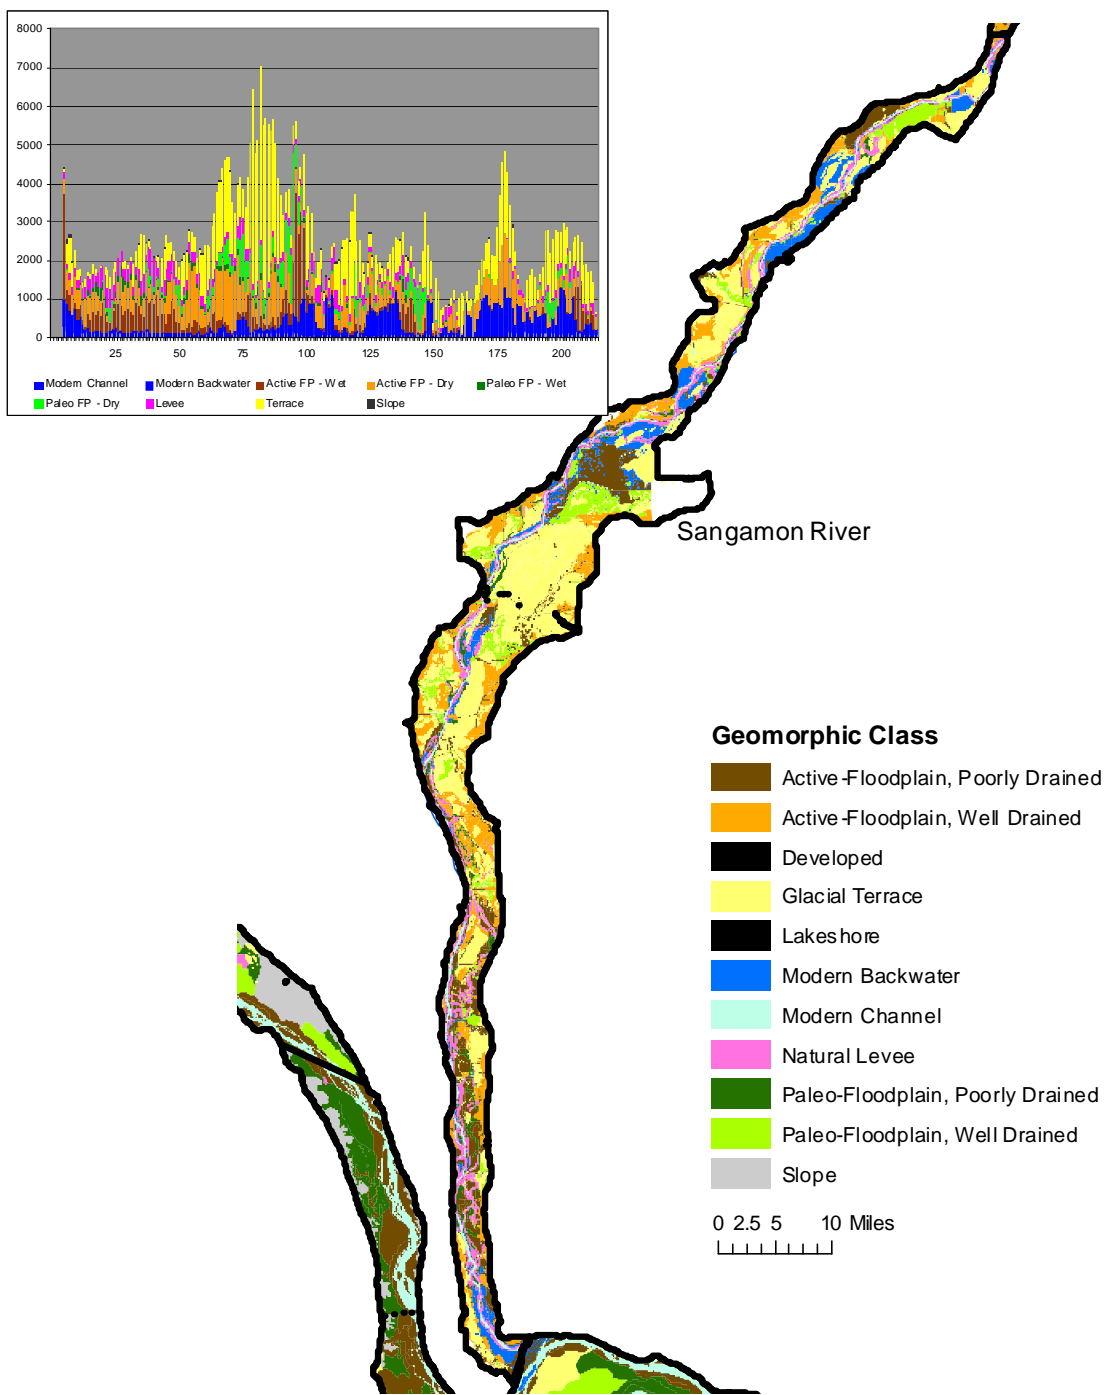 8000
7000
6000
5000
4000
3000
2000
1000
0
25 50 75 100 125 150 175 200
Modern Channel Modern Backwater Active FP - Wet Active FP - Dry Paleo FP - Wet
Paleo FP - Dry Levee Terrace Slope
Sangamon River
Geomorphic Class
Active-Floodplain, Poorly Drained
Active-Floodplain, Well Drained
Developed
Glacial Terrace
Lakeshore
Modern Backwater
Modern Channel
Natural Levee
Paleo-Floodplain, Poorly Drained
Paleo-Floodplain, Well Drained
Slope
0 2.5 5 10 Miles